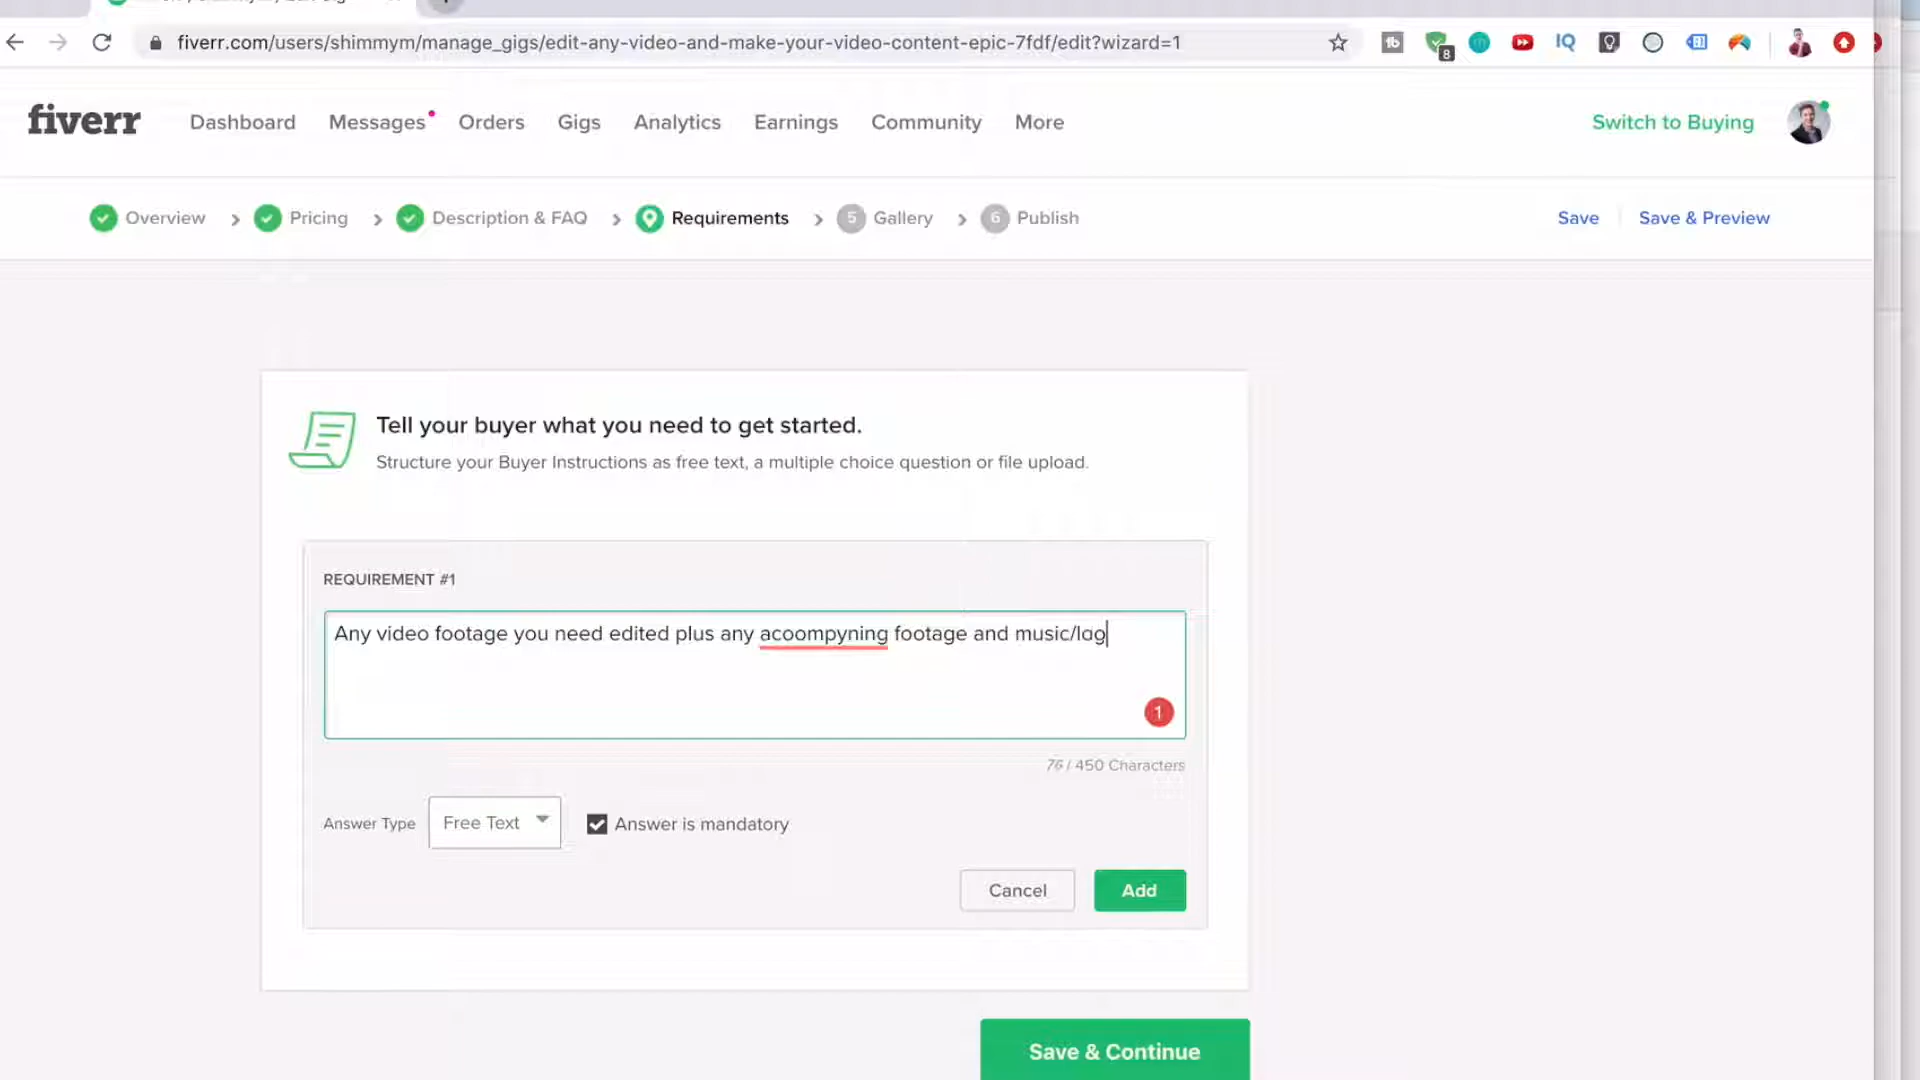 fiverr.com/users/shimmym/manage_gigs/edit-any-video-and-make-your-video-content-epic-7fdf/edit?wizard=1
tb
8
IQ
fiverr
Dashboard Messages Orders Gigs Analytics Earnings Community More
Switch to Buying
Overview > Pricing > Description & FAQ > Requirements > 5 Gallery > 6 Publish
Save Save & Preview
Tell your buyer what you need to get started.
Structure your Buyer Instructions as free text, a multiple choice question or file upload.
REQUIREMENT #1
Any video footage you need edited plus any acoompyning footage and music/log
1
76 / 450 Characters
Answer Type Free Text Answer is mandatory
Cancel Add
Save & Continue